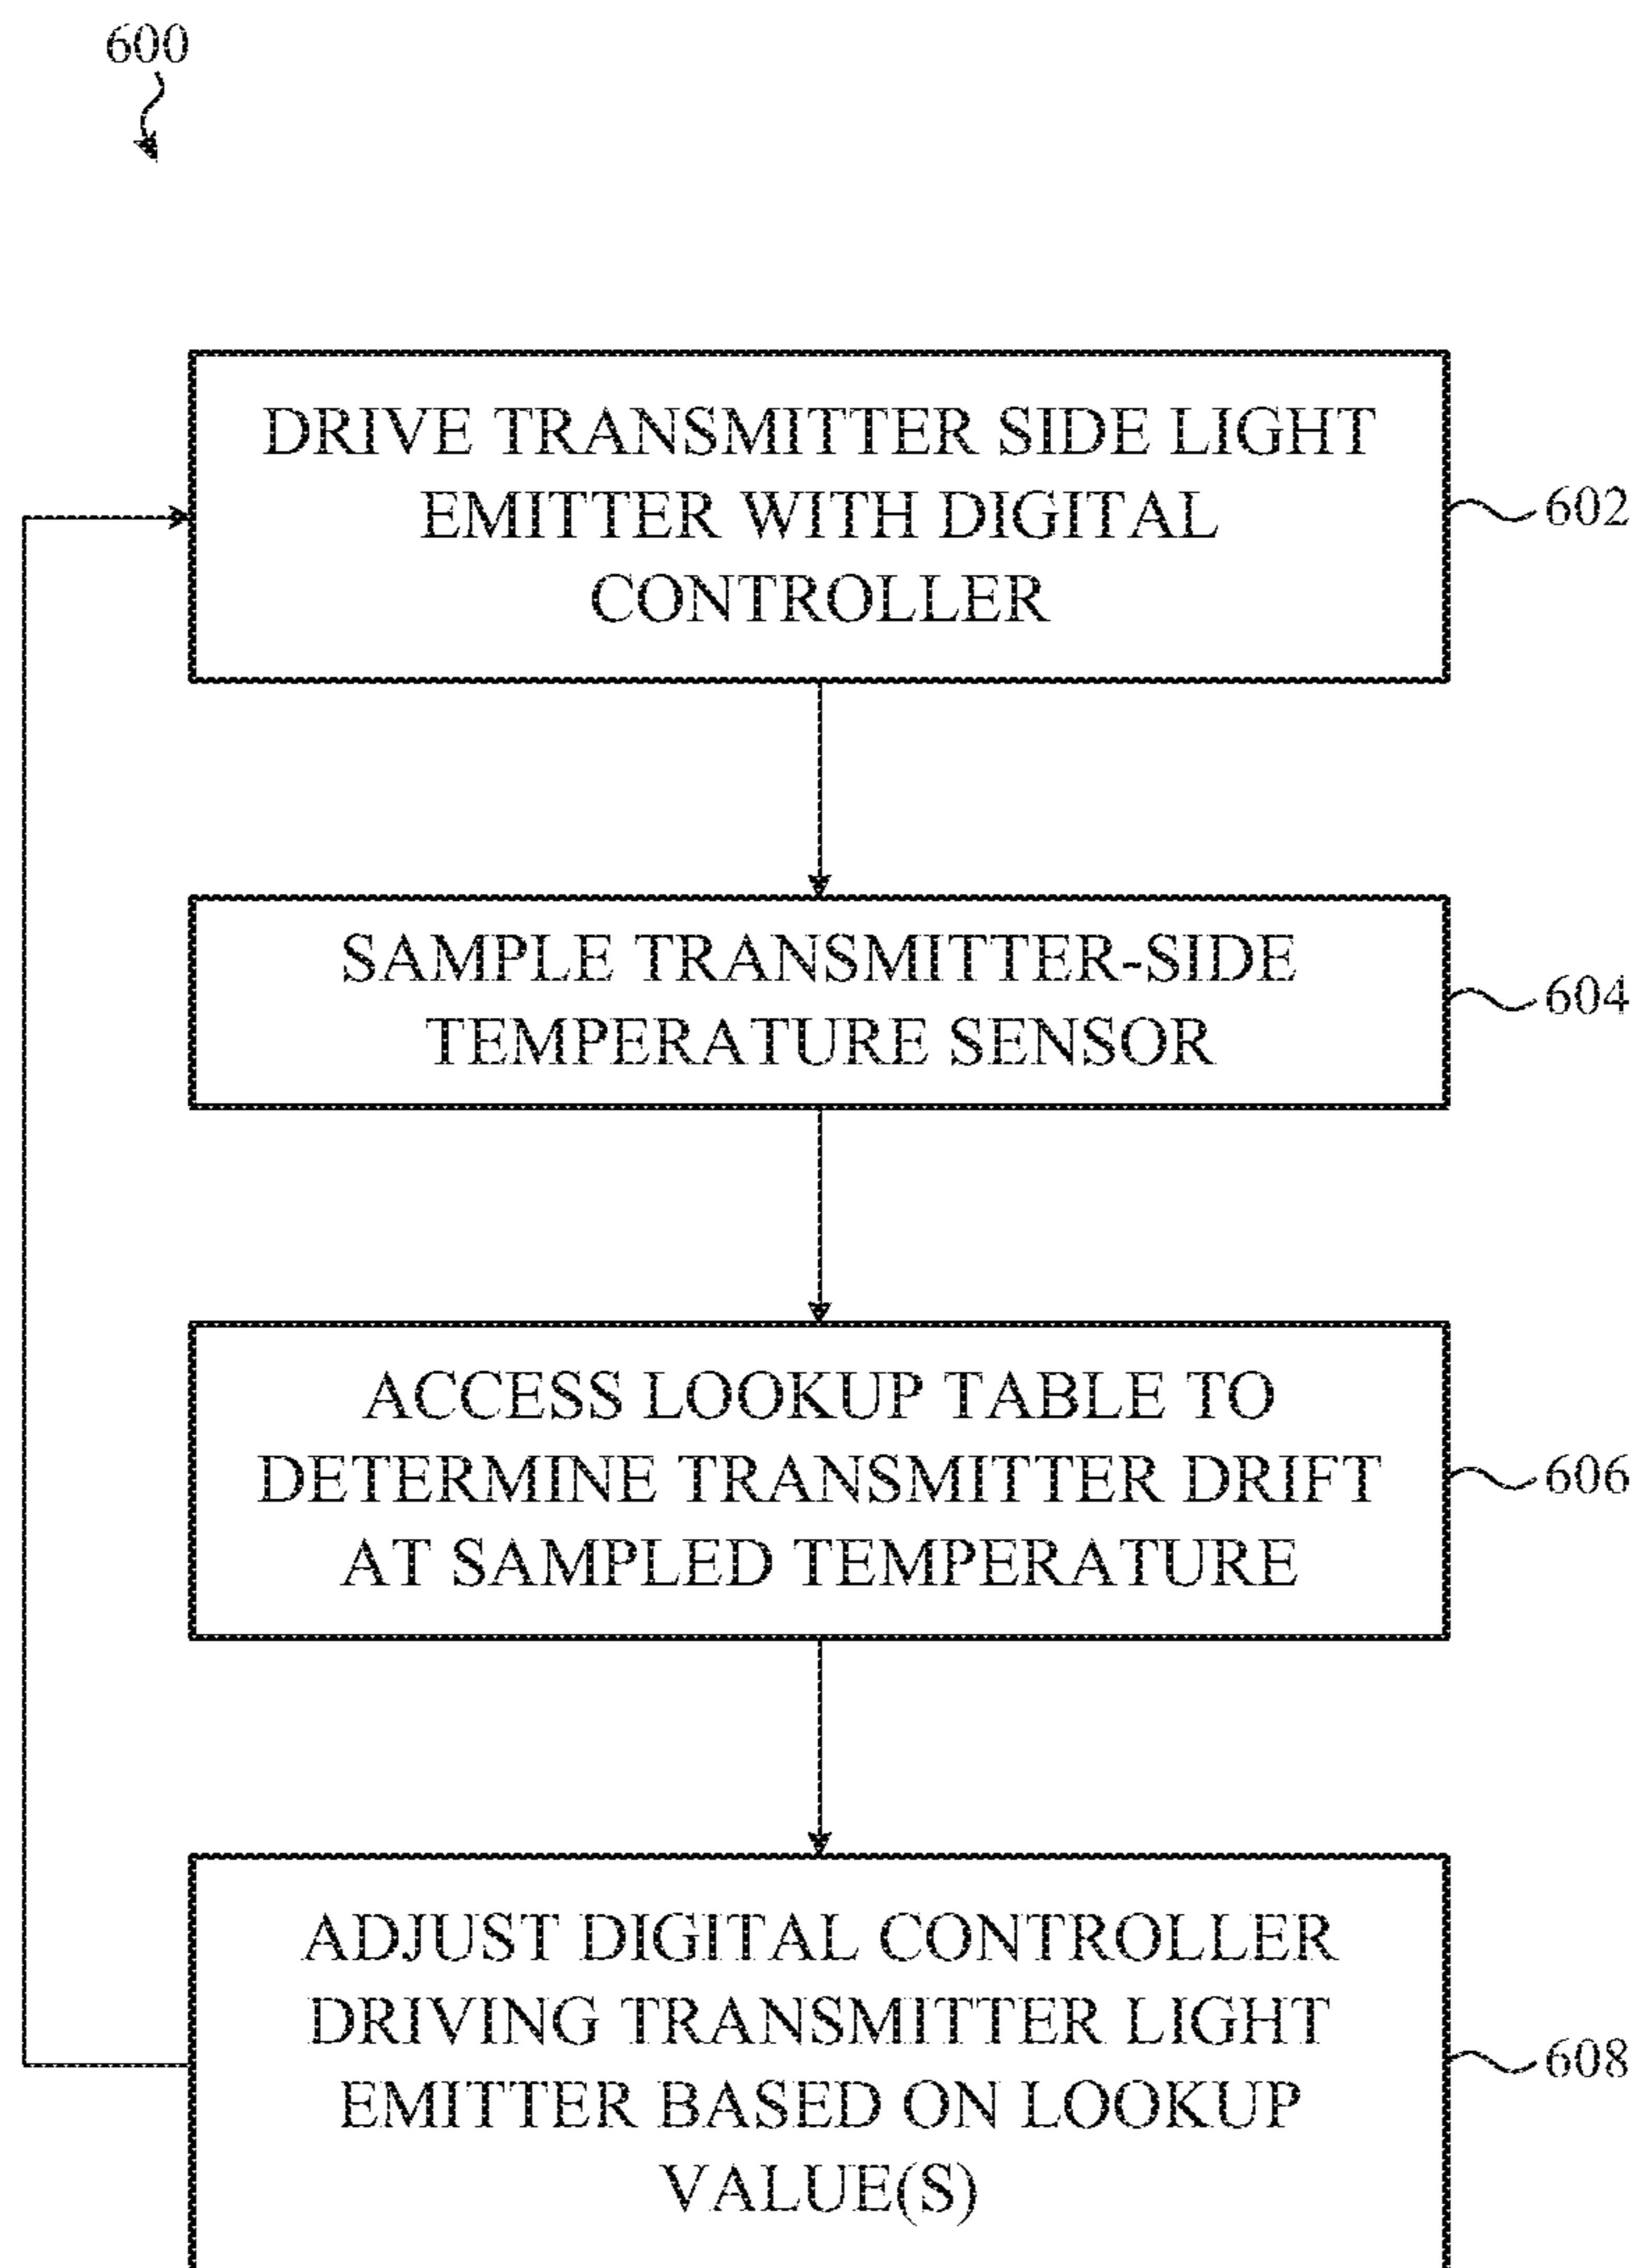 600
DRIVE TRANSMITTER SIDE LIGHT
EMITTER WITH DIGITAL
CONTROLLER
602
SAMPLE TRANSMITTER-SIDE
TEMPERATURE SENSOR
604
ACCESS LOOKUP TABLE TO
DETERMINE TRANSMITTER DRIFT
AT SAMPLED TEMPERATURE
606
ADJUST DIGITAL CONTROLLER
DRIVING TRANSMITTER LIGHT
EMITTER BASED ON LOOKUP
VALUE(S)
608